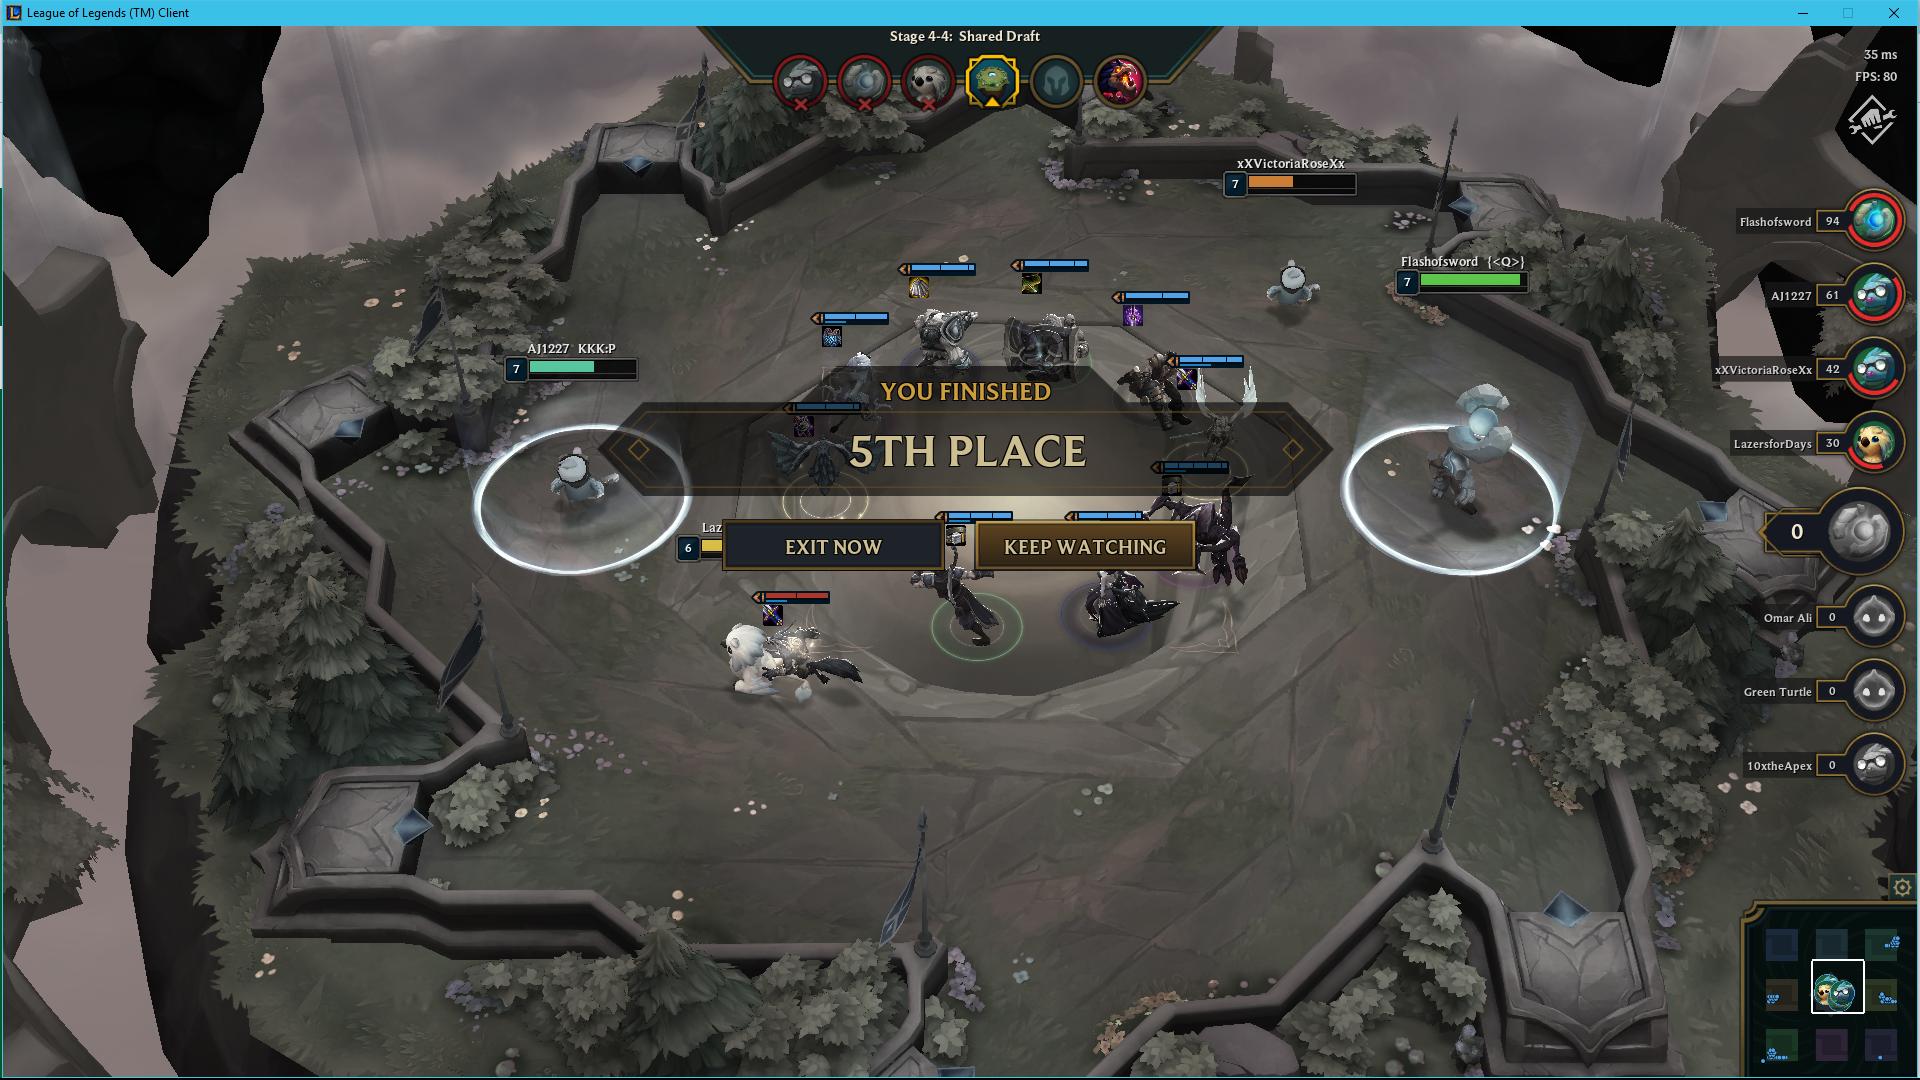 League of Legends (TM) Client
Stage 4-4: Shared Draft
35 ms
FPS: 80
xXVictoriaRoseXx
7
Flashofsword 94
Flashofsword {<Q>}
7
AJ1227 61
AJ1227 KKK:P
7
xXVictoriaRoseXx 42
YOU FINISHED
5TH PLACE
LazersforDays 30
Laz
6
EXIT NOW
KEEP WATCHING
0
Omar Ali 0
Green Turtle 0
10xtheApex 0